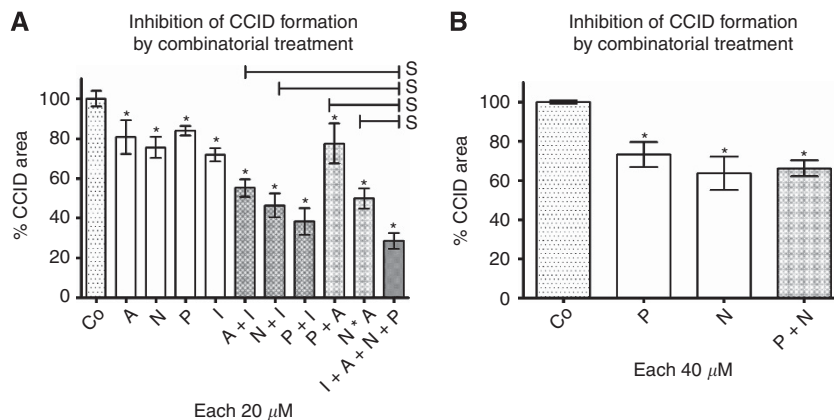 A
Inhibition of CCID formation
by combinatorial treatment
S
S
S
S
% CCID area
100
80
60
40
20
0
*
*
*
*
*
*
*
*
*
*
Co
A
N
P
I
A + I
N + I
P + I
P + A
N * A
I + A + N + P
Each 20 μM
B
Inhibition of CCID formation
by combinatorial treatment
% CCID area
100
80
60
40
20
0
*
*
*
Co
P
N
P + N
Each 40 μM